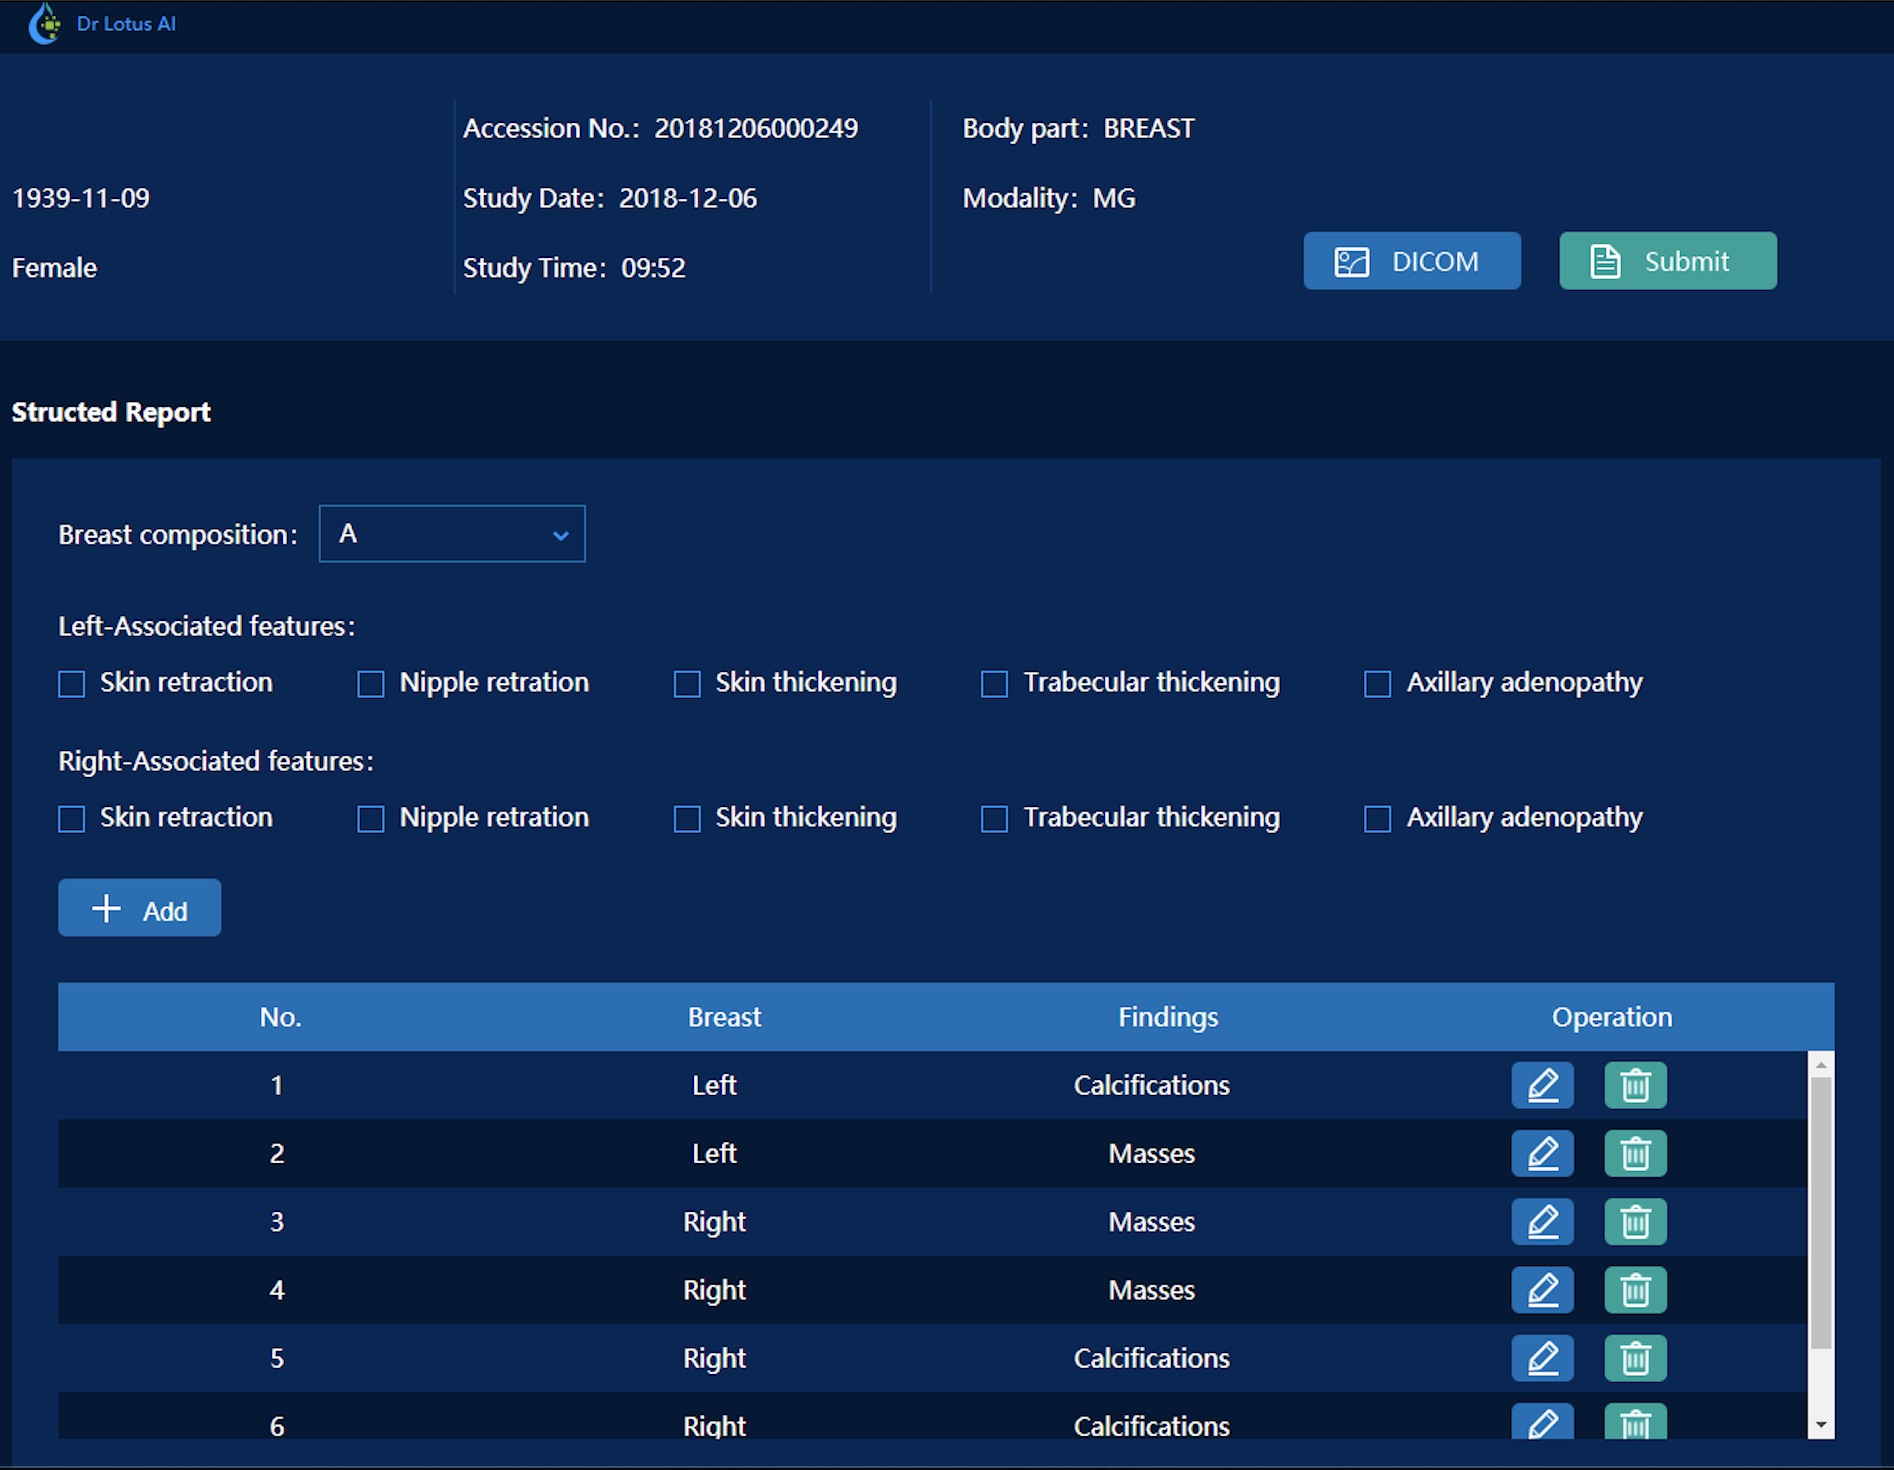 Dr Lotus AI
1939-11-09
Female
Accession No.: 20181206000249
Study Date: 2018-12-06
Study Time: 09:52
Body part: BREAST
Modality: MG
DICOM
Submit
Structed Report
Breast composition: A
Left-Associated features:
Skin retraction Nipple retration Skin thickening Trabecular thickening Axillary adenopathy
Right-Associated features:
Skin retraction Nipple retration Skin thickening Trabecular thickening Axillary adenopathy
Add
No. Breast Findings Operation
1 Left Calcifications
2 Left Masses
3 Right Masses
4 Right Masses
5 Right Calcifications
6 Right Calcifications